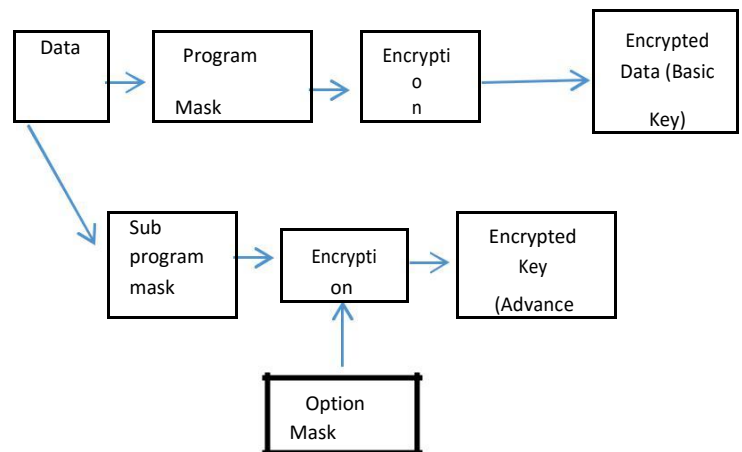 Data
Program
Mask
Encrypti
o
n
Encrypted
Data (Basic
Key)
Sub
program
mask
Encrypti
on
Encrypted
Key
(Advance
Option
Mask